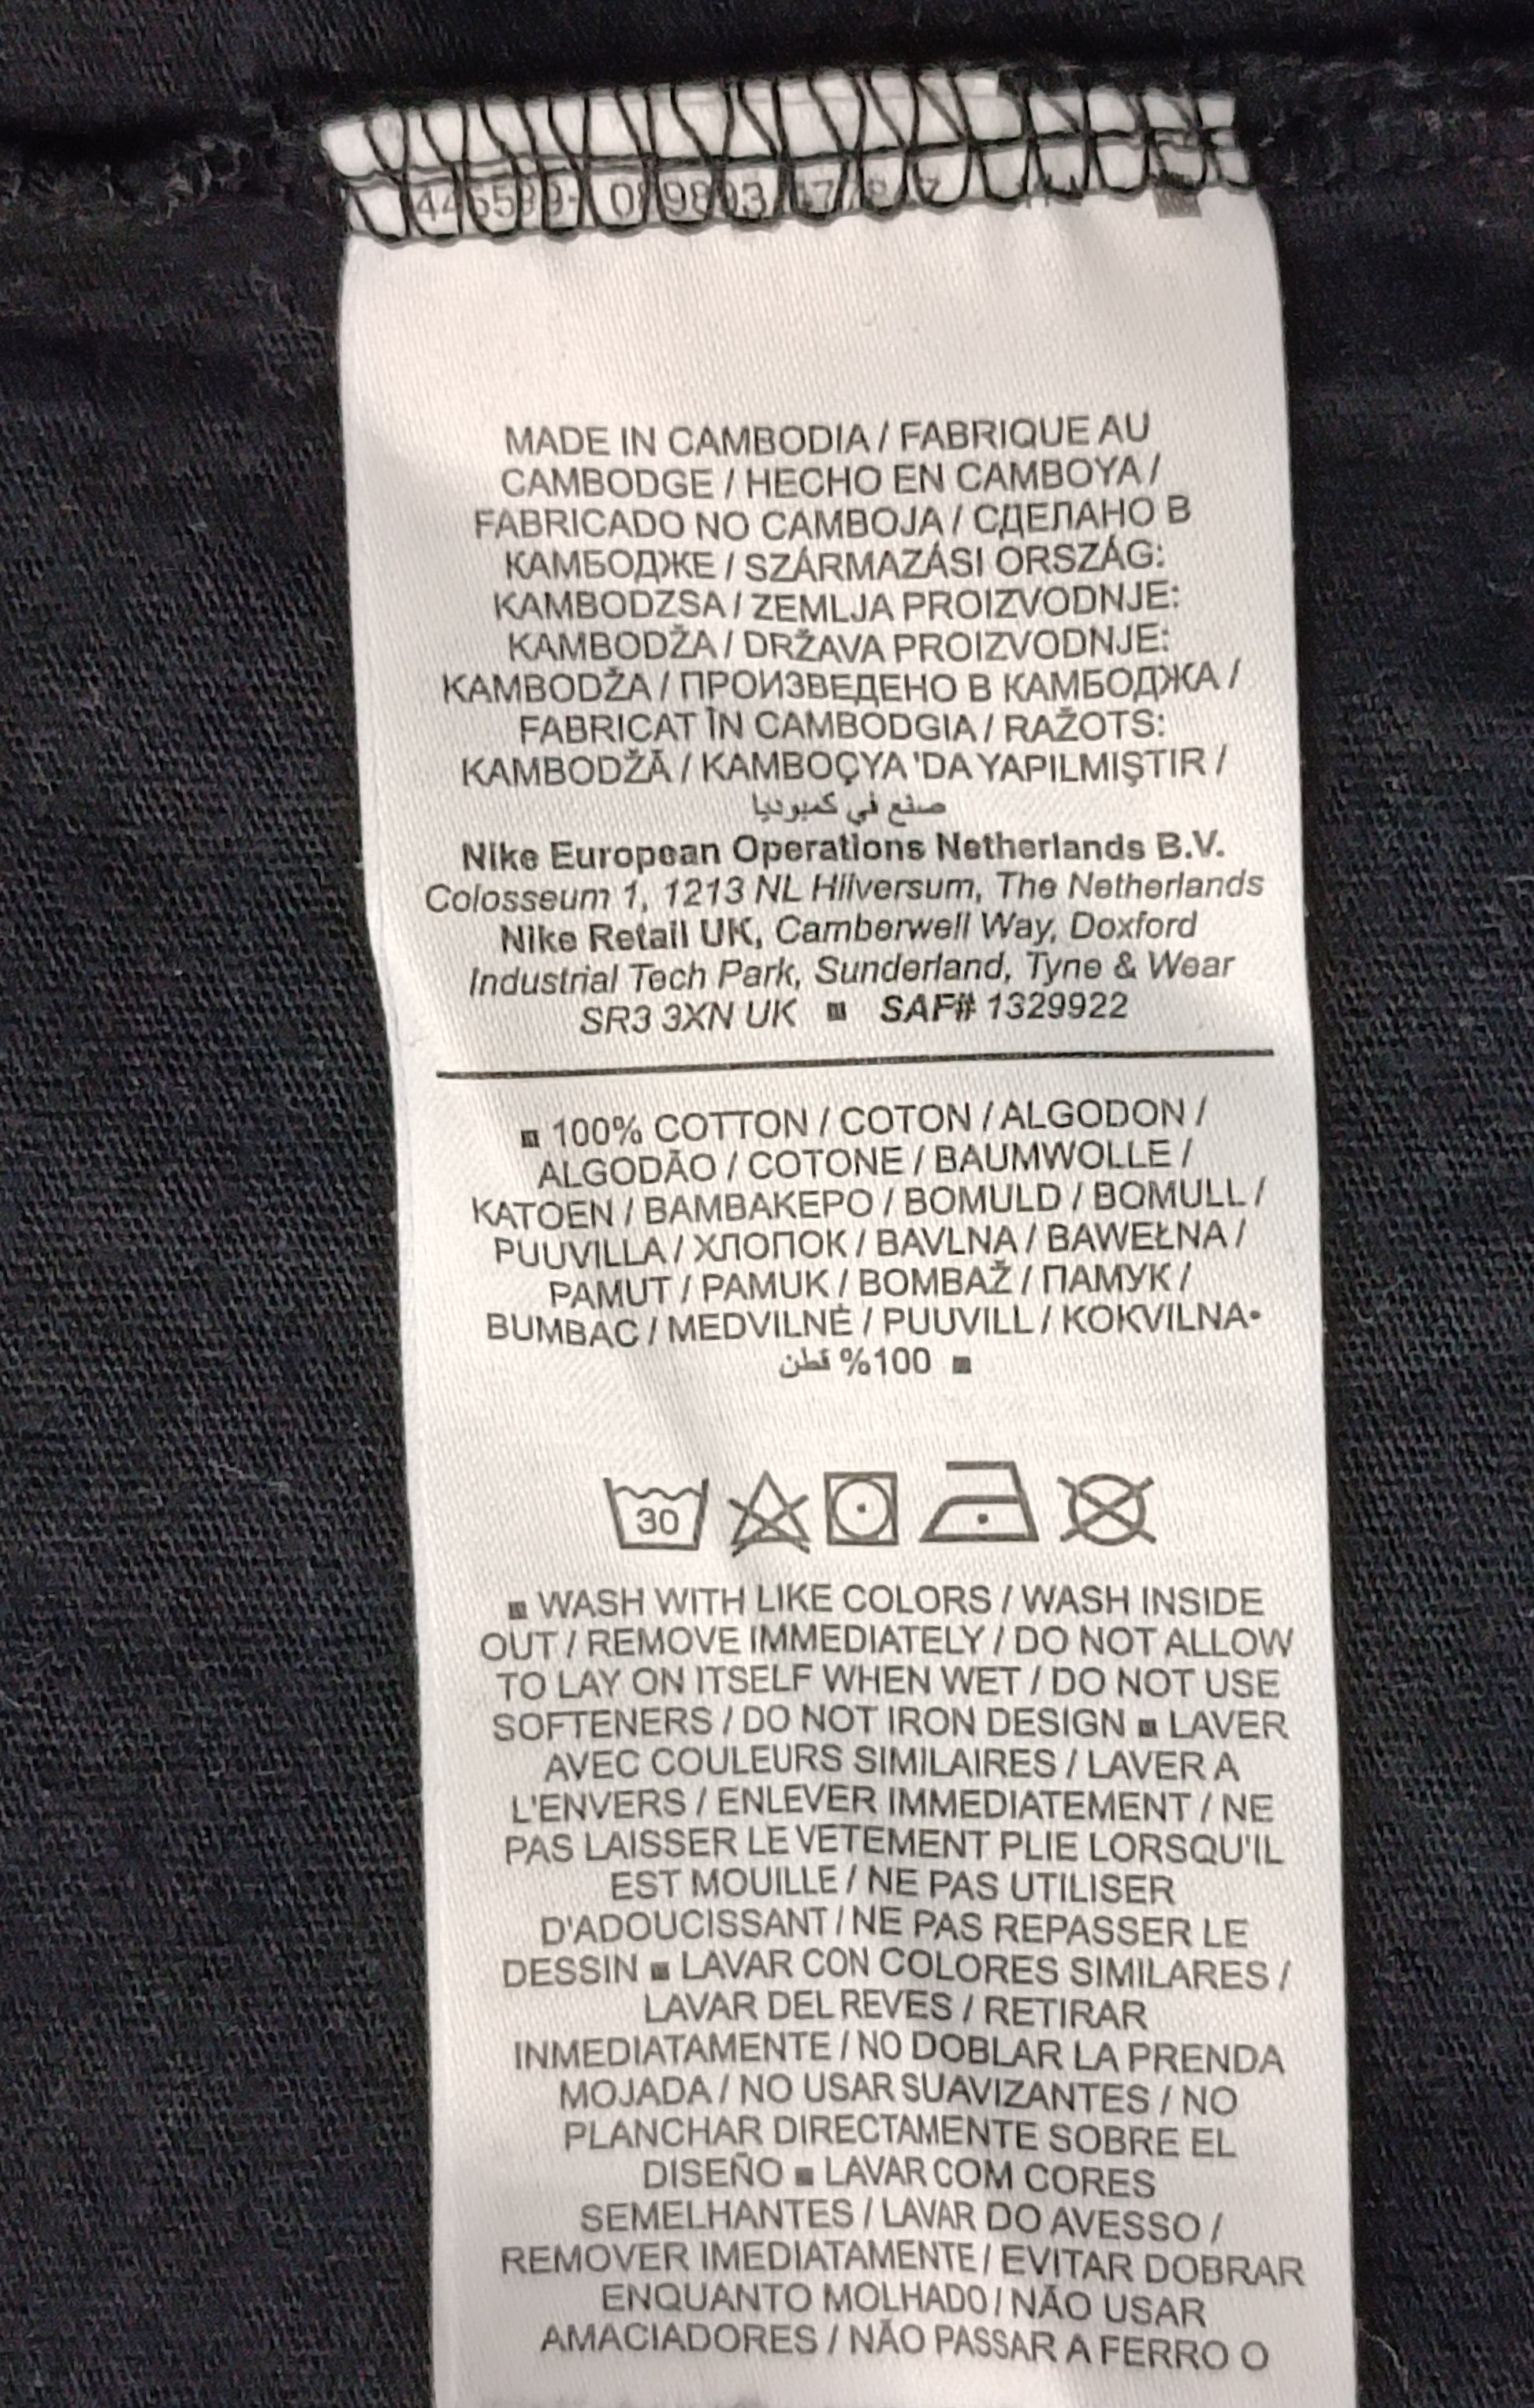 MADE IN CAMBODIA / FABRIQUE AU
CAMBODGE / HECHO EN CAMBOYA /
FABRICADO NO CAMBOJA / СДЕЛАНО В
КАМБОДЖЕ / SZÁRMAZÁSI ORSZÁG:
KAMBODZSA / ZEMLJA PROIZVODNJE:
KAMBODŽA / DRŽAVA PROIZVODNJE:
KAMBODŽA / ПРОИЗВЕДЕНО В КАМБОДЖА /
FABRICAT ÎN CAMBODGIA / RAŽOTS:
KAMBODŽĀ / KAMBOÇYA 'DA YAPILMIŞTIR /
صنع في كمبوديا
Nike European Operations Netherlands B.V.
Colosseum 1, 1213 NL Hilversum, The Netherlands
Nike Retail UK, Camberwell Way, Doxford
Industrial Tech Park, Sunderland, Tyne & Wear
SR3 3XN UK ■ SAF# 1329922
■ 100% COTTON / COTON / ALGODON /
ALGODÃO / COTONE / BAUMWOLLE /
KATOEN / ΒΑΜΒΑΚΕΡΟ / BOMULD / BOMULL /
PUUVILLA / ХЛОПОК / BAVLNA / BAWEŁNA /
PAMUT / PAMUK / BOMBAŽ / ПАМУК /
BUMBAC / MEDVILNĖ / PUUVILL / KOKVILNA•
100% قطن ■
30
■ WASH WITH LIKE COLORS / WASH INSIDE
OUT / REMOVE IMMEDIATELY / DO NOT ALLOW
TO LAY ON ITSELF WHEN WET / DO NOT USE
SOFTENERS / DO NOT IRON DESIGN ■ LAVER
AVEC COULEURS SIMILAIRES / LAVER A
L'ENVERS / ENLEVER IMMEDIATEMENT / NE
PAS LAISSER LE VETEMENT PLIE LORSQU'IL
EST MOUILLE / NE PAS UTILISER
D'ADOUCISSANT / NE PAS REPASSER LE
DESSIN ■ LAVAR CON COLORES SIMILARES /
LAVAR DEL REVES / RETIRAR
INMEDIATAMENTE / NO DOBLAR LA PRENDA
MOJADA / NO USAR SUAVIZANTES / NO
PLANCHAR DIRECTAMENTE SOBRE EL
DISEÑO ■ LAVAR COM CORES
SEMELHANTES / LAVAR DO AVESSO /
REMOVER IMEDIATAMENTE / EVITAR DOBRAR
ENQUANTO MOLHADO / NÃO USAR
AMACIADORES / NÃO PASSAR A FERRO O